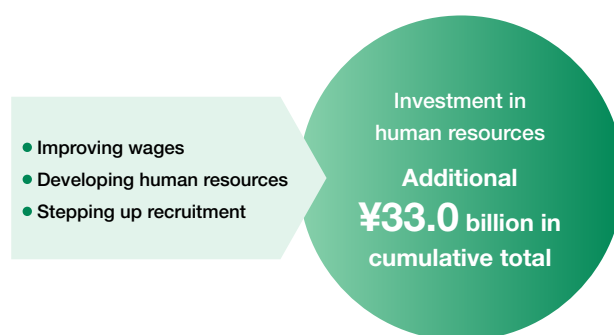 ● Improving wages
● Developing human resources
● Stepping up recruitment
Investment in
human resources
Additional
¥33.0 billion in
cumulative total